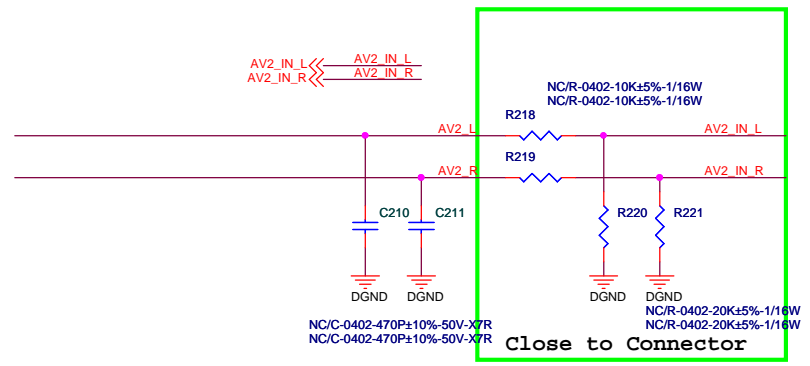 AV2_IN_L AV2_IN_L
AV2_IN_R AV2_IN_R
NC/R-0402-10K±5%-1/16W
NC/R-0402-10K±5%-1/16W
R218
AV2_L AV2_IN_L
R219
AV2_R AV2_IN_R
C210 C211 R220 R221
DGND DGND DGND DGND
NC/R-0402-20K±5%-1/16W
NC/C-0402-470P±10%-50V-X7R NC/R-0402-20K±5%-1/16W
NC/C-0402-470P±10%-50V-X7R
Close to Connector